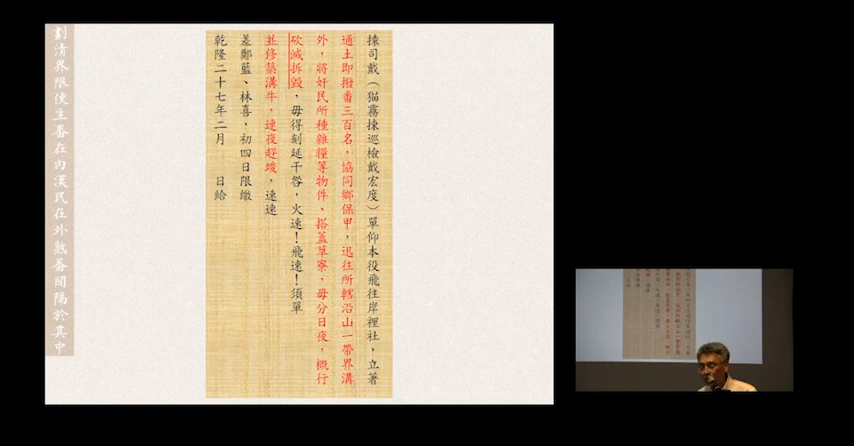 揀司戴（猫霧揀巡檢戴宏度）單仰本役飛往岸裡社，立著
通土即撥番三百名，協同鄉保甲，迅往所轄沿山一帶界溝
外，將奸民所種雜糧等物件、搭蓋草寮，毋分日夜，概行
砍滅拆毀，毋得刻延干咎，火速！飛速！須單
並修築溝牛，連夜趕竣，速速
差鄭藍、林喜，初四日限繳
乾隆二十七年二月　日給
劃清界限使生番在內漢民在外熟番間隔於其中